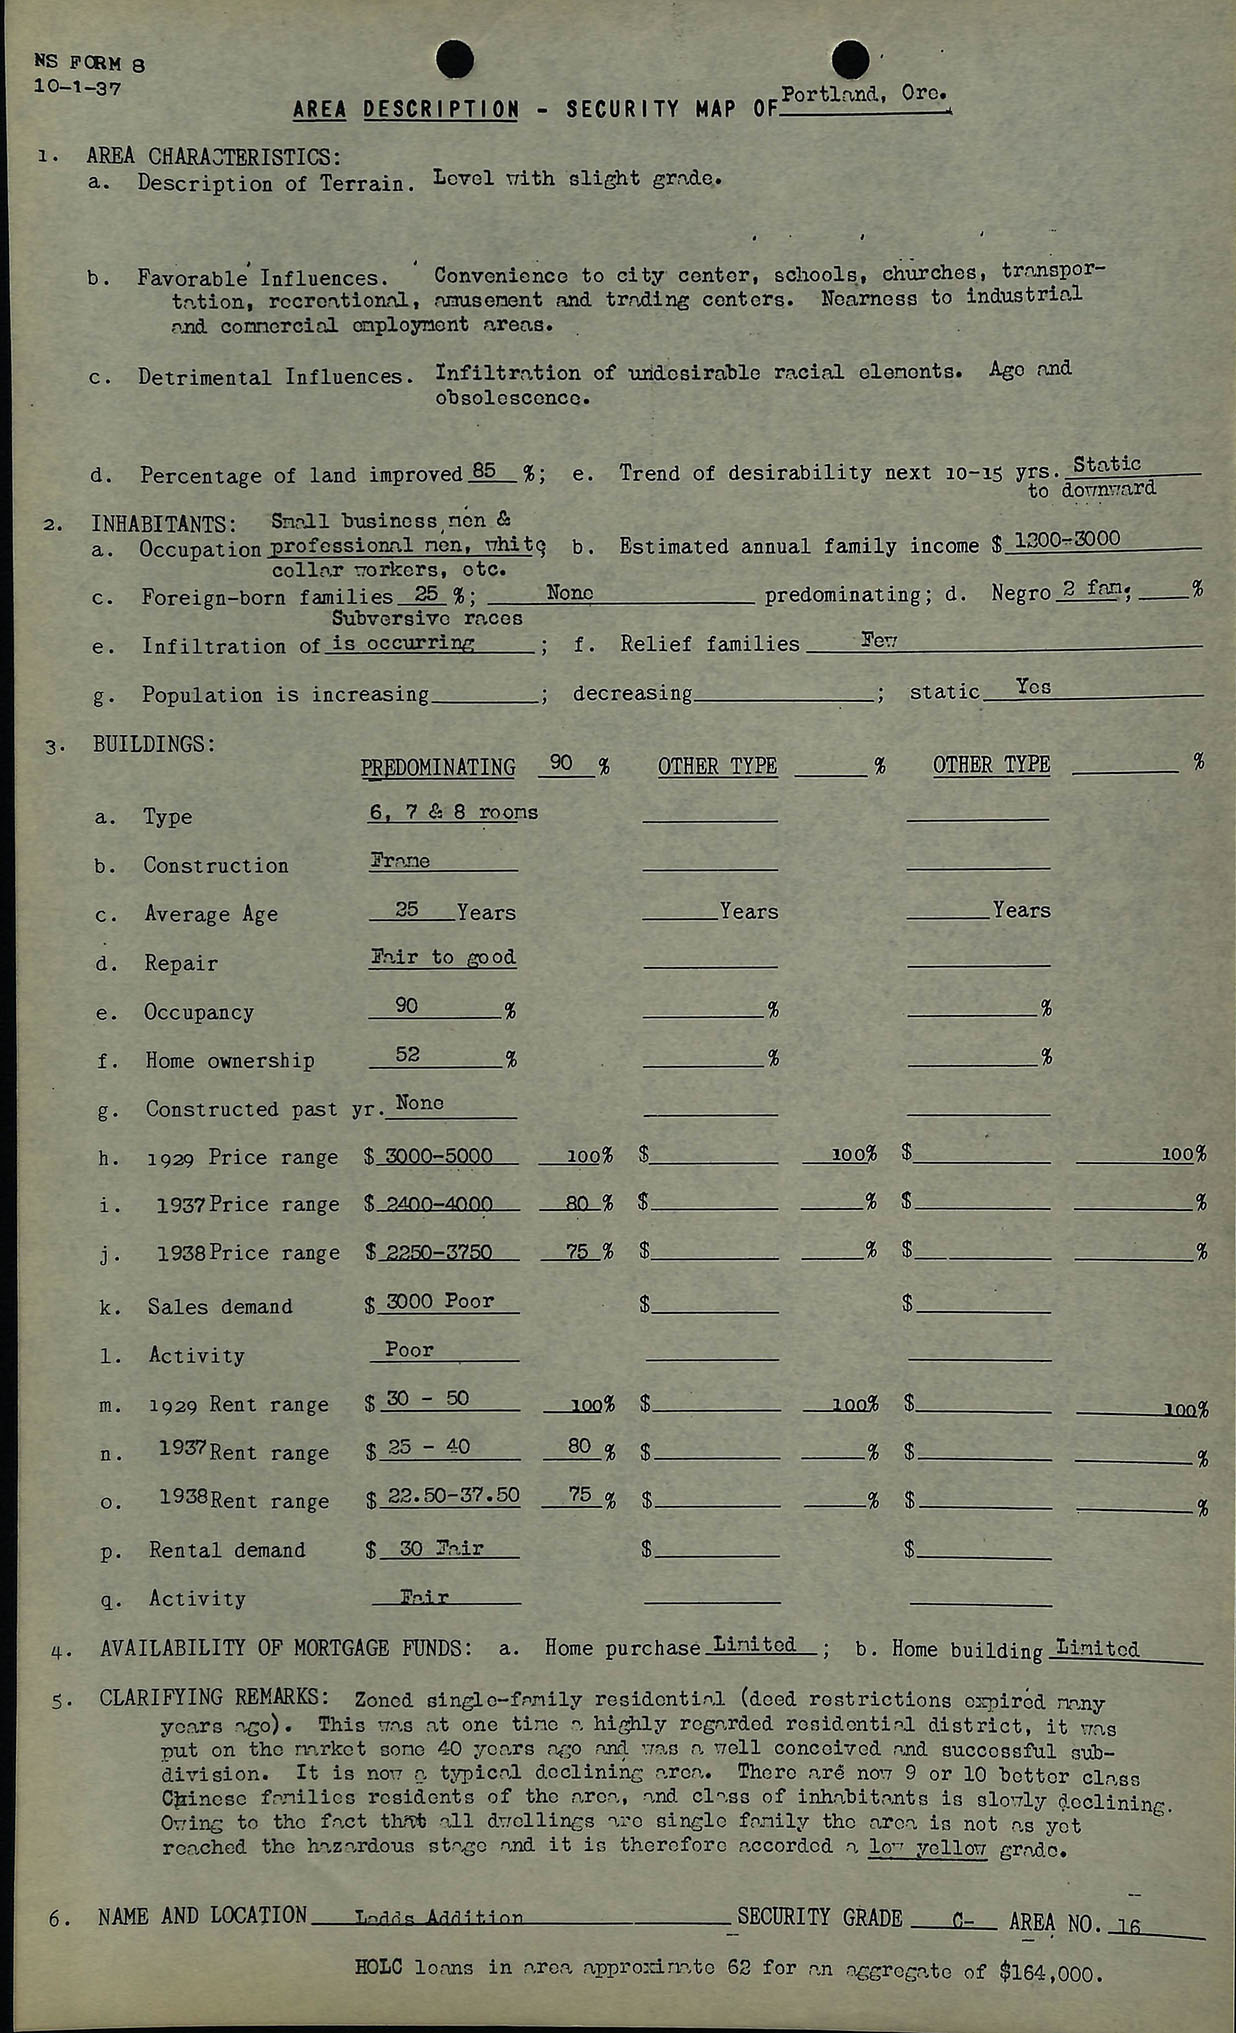 NS FORM 8
10-1-37
AREA DESCRIPTION - SECURITY MAP OF Portland, Ore.
1. AREA CHARACTERISTICS:
a. Description of Terrain. Level with slight grade.
b. Favorable Influences. Convenience to city center, schools, churches, transpor-
tation, recreational, amusement and trading centers. Nearness to industrial
and commercial employment areas.
c. Detrimental Influences. Infiltration of undesirable racial elements. Age and
obsolescence.
d. Percentage of land improved 85 %; e. Trend of desirability next 10-15 yrs. Static
to downward
2. INHABITANTS: Small business men &
a. Occupation professional men, white b. Estimated annual family income $ 1200-3000
collar workers, etc.
c. Foreign-born families 25 %; None predominating; d. Negro 2 fam; %
Subversive races
e. Infiltration of is occurring ; f. Relief families Few
g. Population is increasing ; decreasing ; static Yes
3. BUILDINGS:
PREDOMINATING 90 % OTHER TYPE % OTHER TYPE %
a. Type 6, 7 & 8 rooms
b. Construction Frame
c. Average Age 25 Years Years Years
d. Repair Fair to good
e. Occupancy 90 % % %
f. Home ownership 52 % % %
g. Constructed past yr. None
h. 1929 Price range $ 3000-5000 100% $ 100% $ 100%
i. 1937 Price range $ 2400-4000 80 % $ % $ %
j. 1938 Price range $ 2250-3750 75 % $ % $ %
k. Sales demand $ 3000 Poor $ $
l. Activity Poor
m. 1929 Rent range $ 30 - 50 100% $ 100% $ 100%
n. 1937 Rent range $ 25 - 40 80 % $ % $ %
o. 1938 Rent range $ 22.50-37.50 75 % $ % $ %
p. Rental demand $ 30 Fair $ $
q. Activity Fair
4. AVAILABILITY OF MORTGAGE FUNDS: a. Home purchase Limited ; b. Home building Limited
5. CLARIFYING REMARKS: Zoned single-family residential (deed restrictions expired many
years ago). This was at one time a highly regarded residential district, it was
put on the market some 40 years ago and was a well conceived and successful sub-
division. It is now a typical declining area. There are now 9 or 10 better class
Chinese families residents of the area, and class of inhabitants is slowly declining.
Owing to the fact that all dwellings are single family the area is not as yet
reached the hazardous stage and it is therefore accorded a low yellow grade.
6. NAME AND LOCATION Ladds Addition SECURITY GRADE C- AREA NO. 16
HOLC loans in area approximate 62 for an aggregate of $164,000.